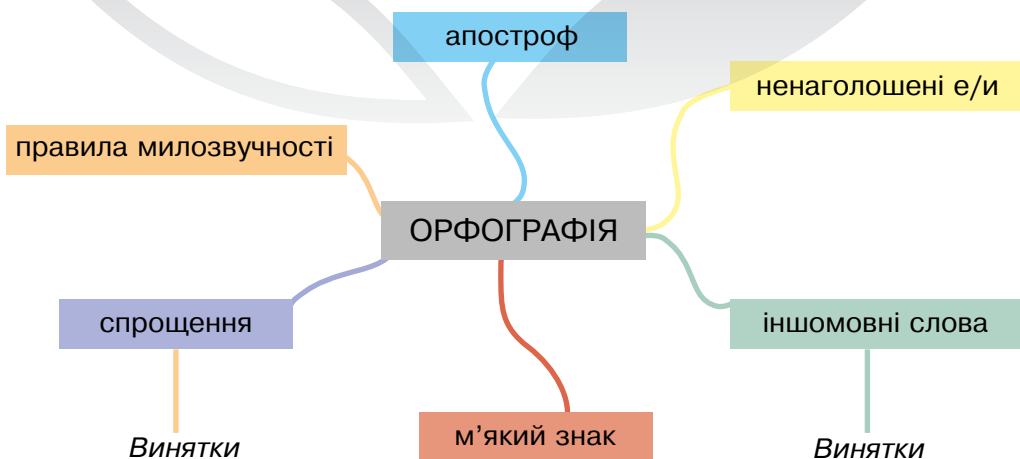 апостроф
ненаголошені е/и
правила милозвучності
ОРФОГРАФІЯ
спрощення
іншомовні слова
м’який знак
Винятки
Винятки